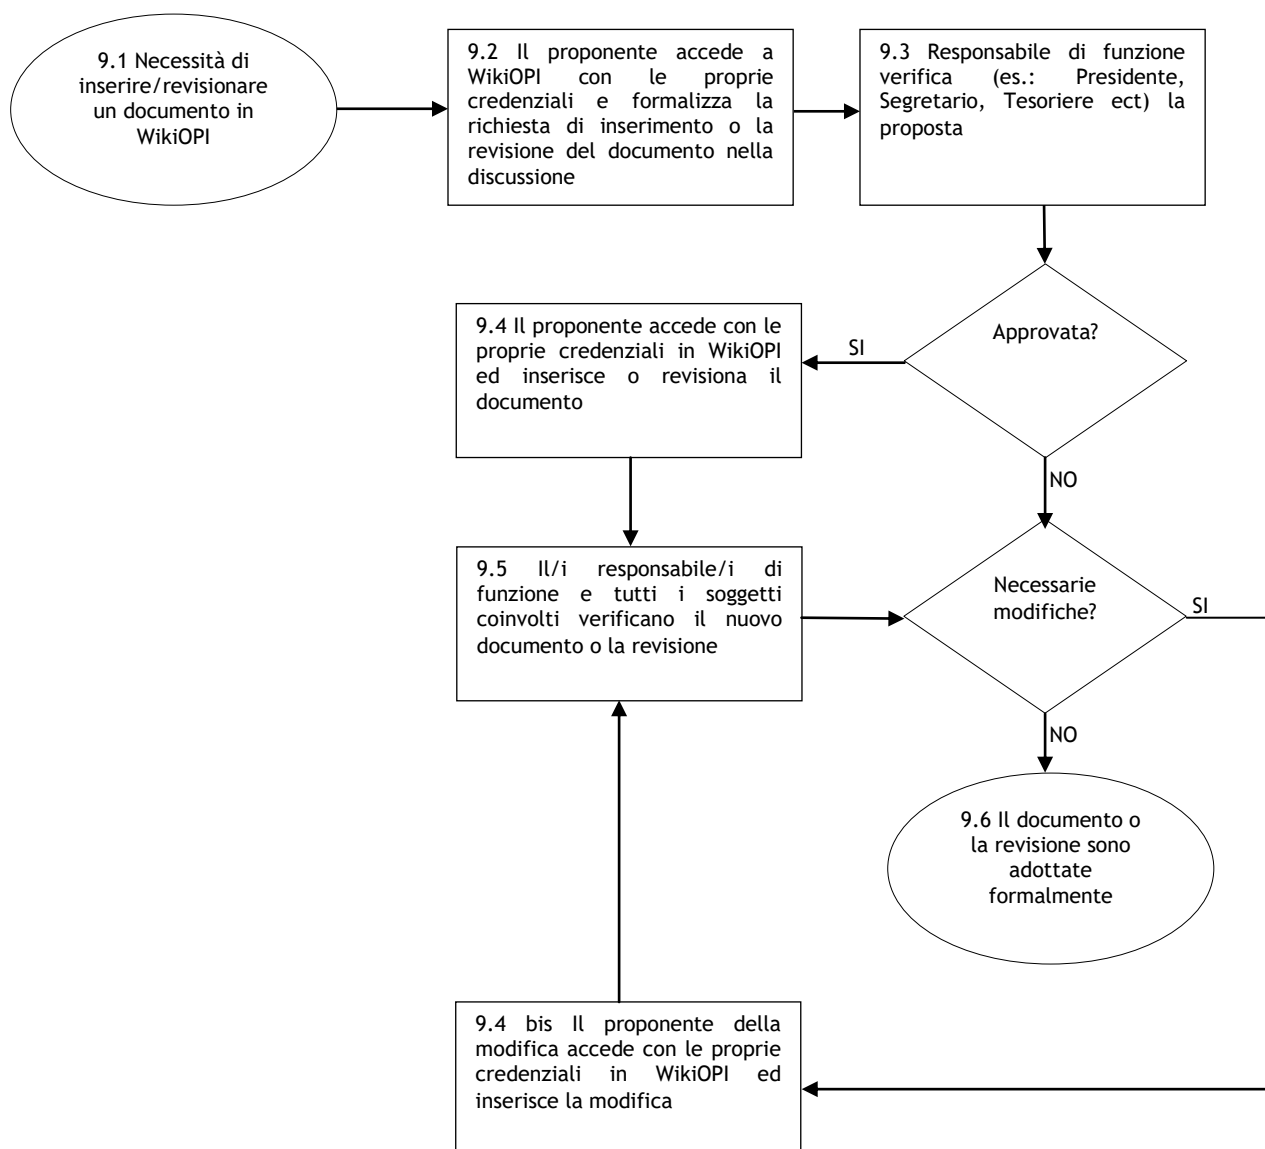 9.1 Necessità di
inserire/revisionare
un documento in
WikiOPI
9.2 Il proponente accede a
WikiOPI con le proprie
credenziali e formalizza la
richiesta di inserimento o la
revisione del documento nella
discussione
9.3 Responsabile di funzione
verifica (es.: Presidente,
Segretario, Tesoriere ect) la
proposta
Approvata?
SI
9.4 Il proponente accede con le
proprie credenziali in WikiOPI
ed inserisce o revisiona il
documento
NO
9.5 Il/i responsabile/i di
funzione e tutti i soggetti
coinvolti verificano il nuovo
documento o la revisione
Necessarie
modifiche?
SI
NO
9.6 Il documento o
la revisione sono
adottate
formalmente
9.4 bis Il proponente della
modifica accede con le proprie
credenziali in WikiOPI ed
inserisce la modifica